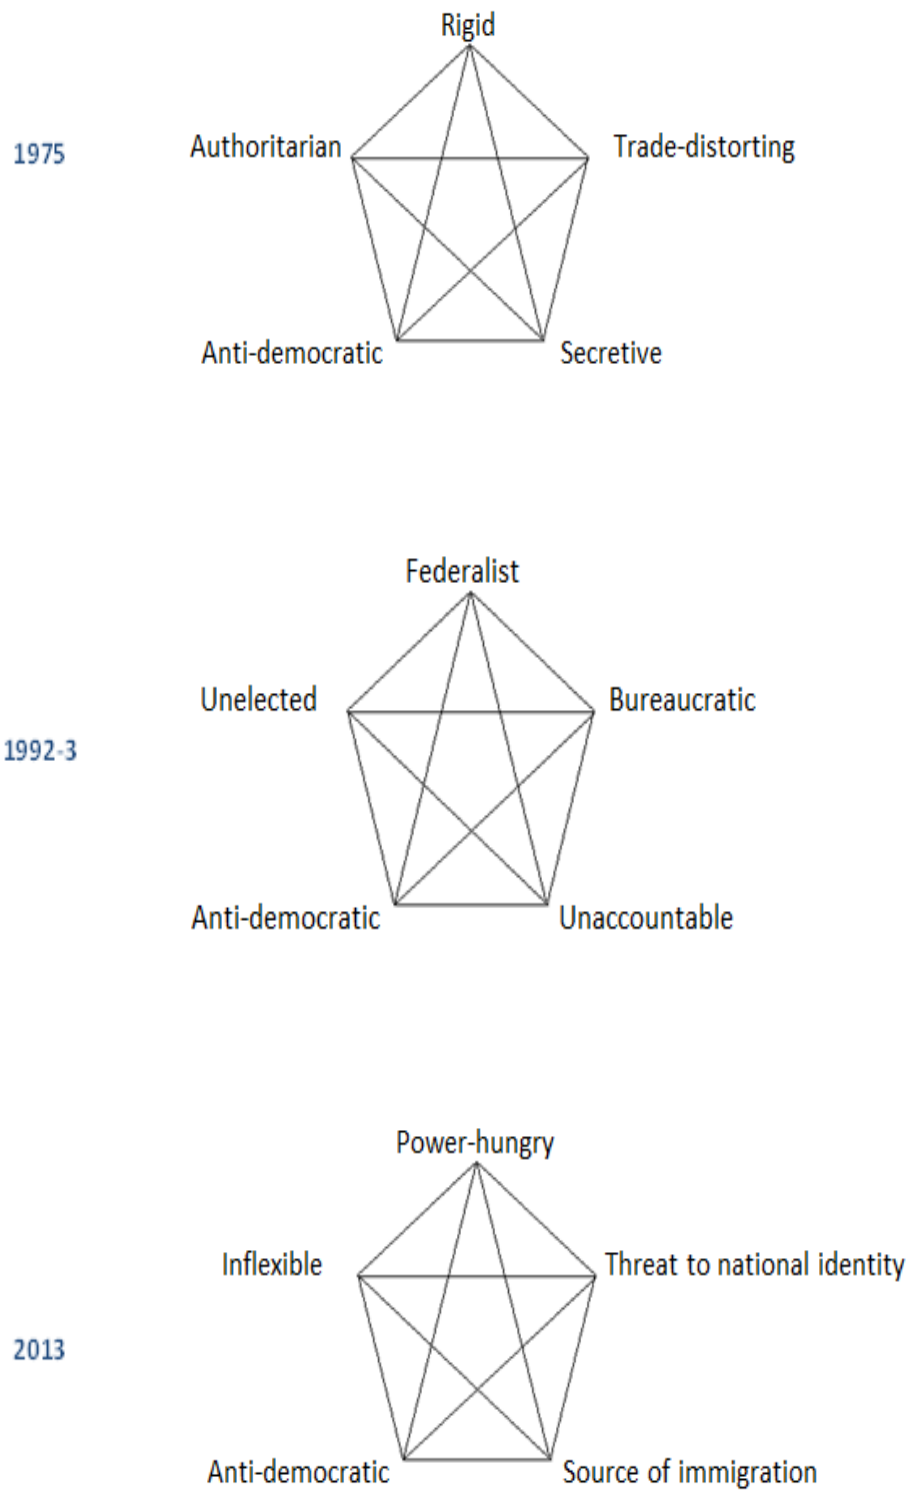 Rigid
1975
Authoritarian
Trade-distorting
Anti-democratic
Secretive
Federalist
Unelected
Bureaucratic
1992-3
Anti-democratic
Unaccountable
Power-hungry
Inflexible
Threat to national identity
2013
Anti-democratic
Source of immigration